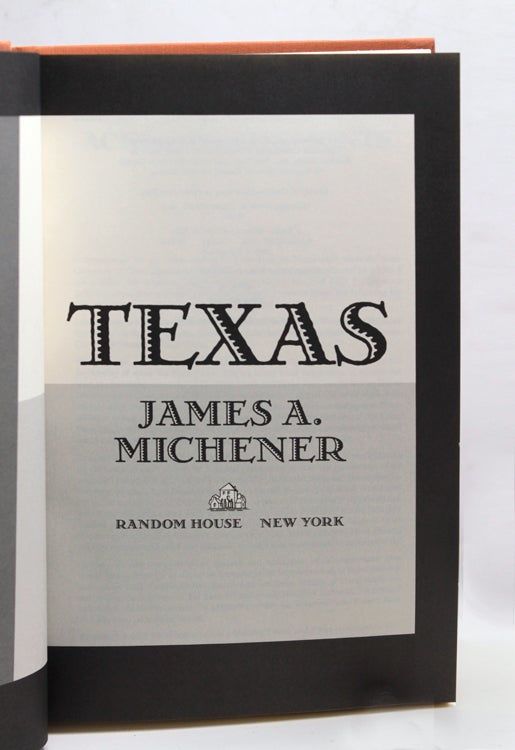 TEXAS
JAMES A.
MICHENER
RANDOM HOUSE NEW YORK